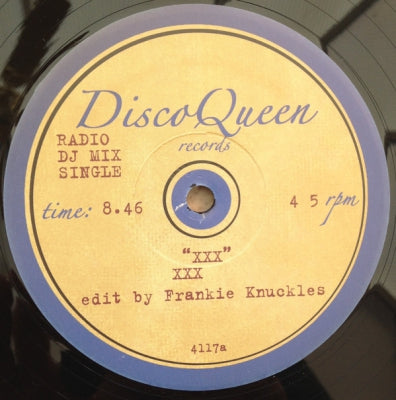 DiscoQueen
records
RADIO
DJ MIX
SINGLE
time: 8.46
4 5 rpm
"XXX"
XXX
edit by Frankie Knuckles
4117a